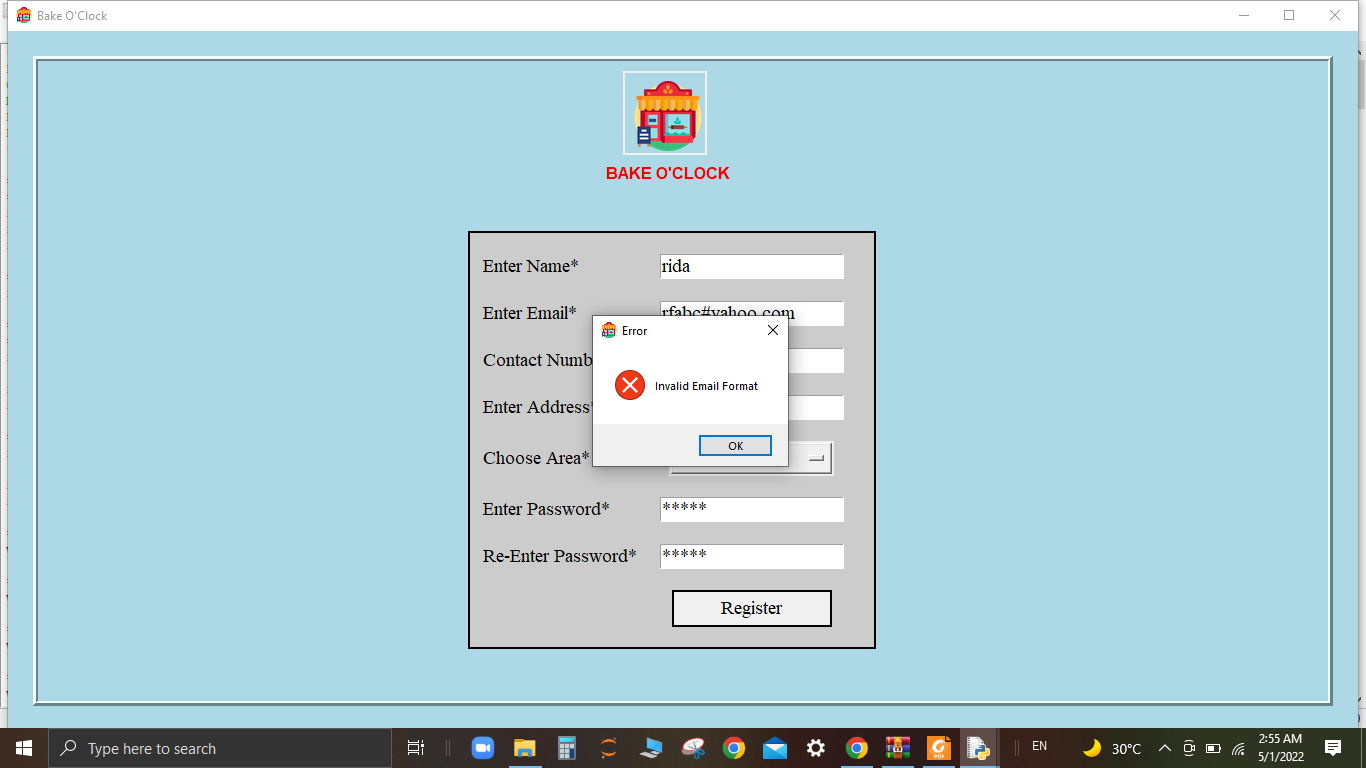 Bake O'Clock
BAKE O'CLOCK
Enter Name*
rida
Enter Email*
rfabc#yahoo.com
Error
Contact Numb
Invalid Email Format
Enter Address*
OK
Choose Area*
Enter Password*
*****
Re-Enter Password*
*****
Register
Type here to search
EN
30°C
2:55 AM
5/1/2022